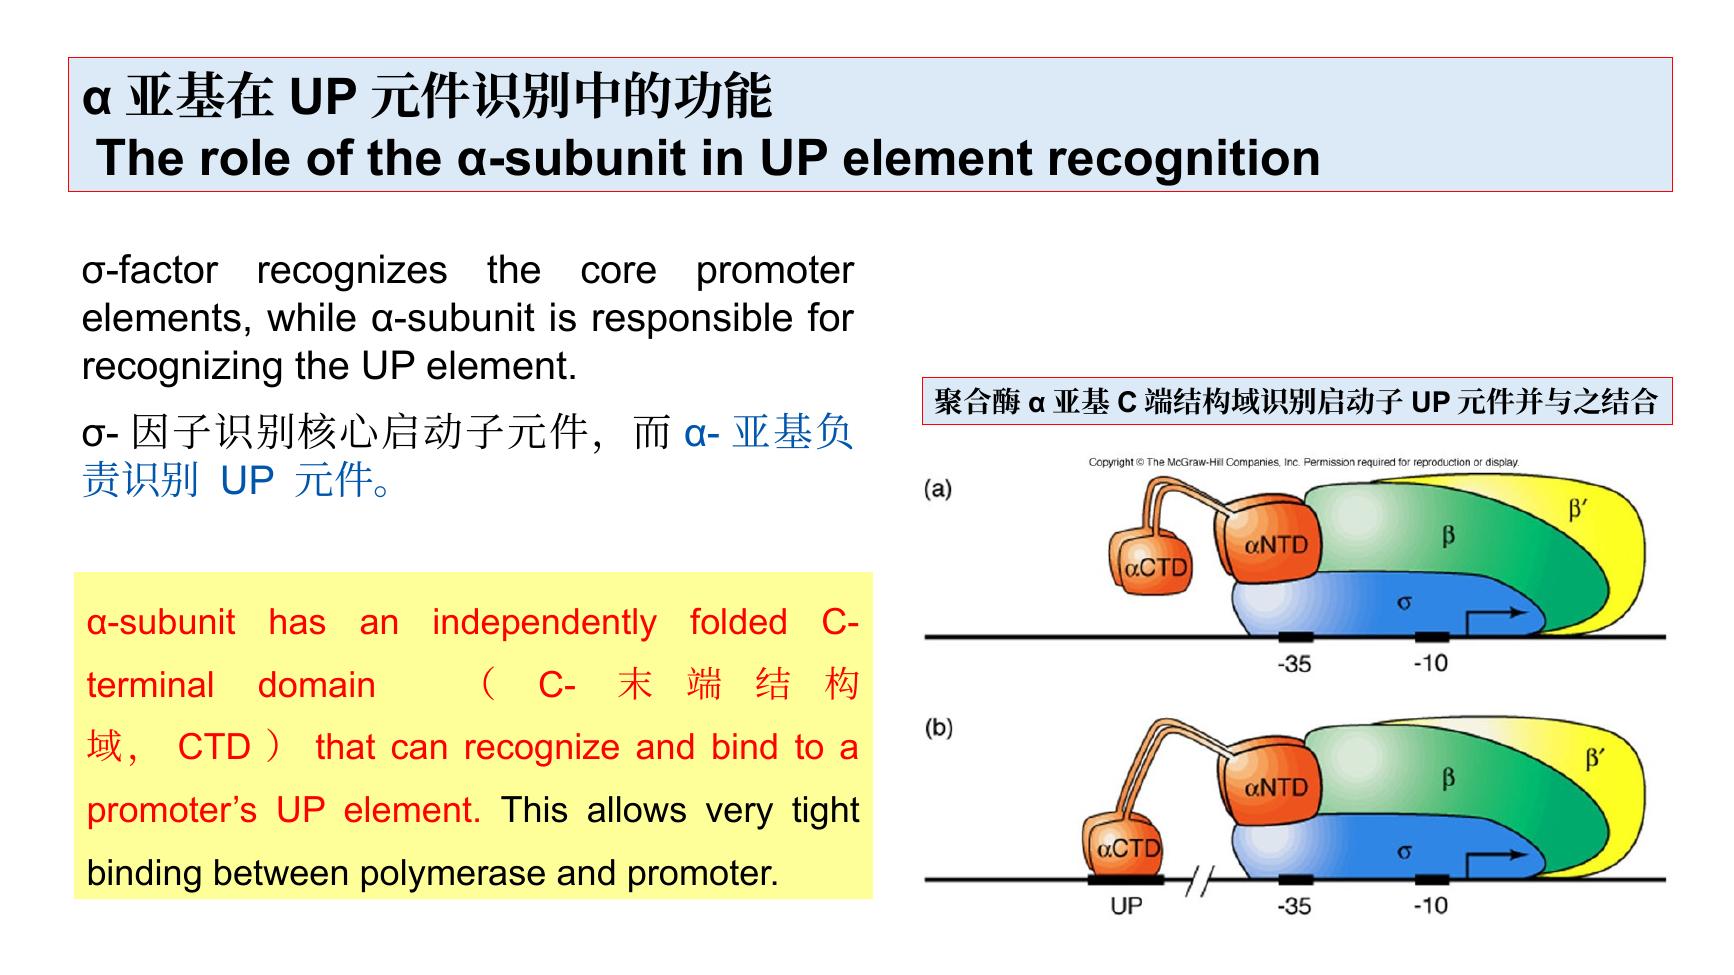 α 亚基在 UP 元件识别中的功能
The role of the α-subunit in UP element recognition
σ-factor recognizes the core promoter
elements, while α-subunit is responsible for
recognizing the UP element.
σ- 因子识别核心启动子元件，而 α- 亚基负
责识别 UP 元件。
α-subunit has an independently folded C-
terminal domain （ C- 末端结构
域， CTD ） that can recognize and bind to a
promoter’s UP element. This allows very tight
binding between polymerase and promoter.
聚合酶 α 亚基 C 端结构域识别启动子 UP 元件并与之结合
Copyright © The McGraw-Hill Companies, Inc. Permission required for reproduction or display.
(a)
β′
β
αNTD
αCTD
σ
-35
-10
(b)
β′
β
αNTD
αCTD
σ
UP
-35
-10